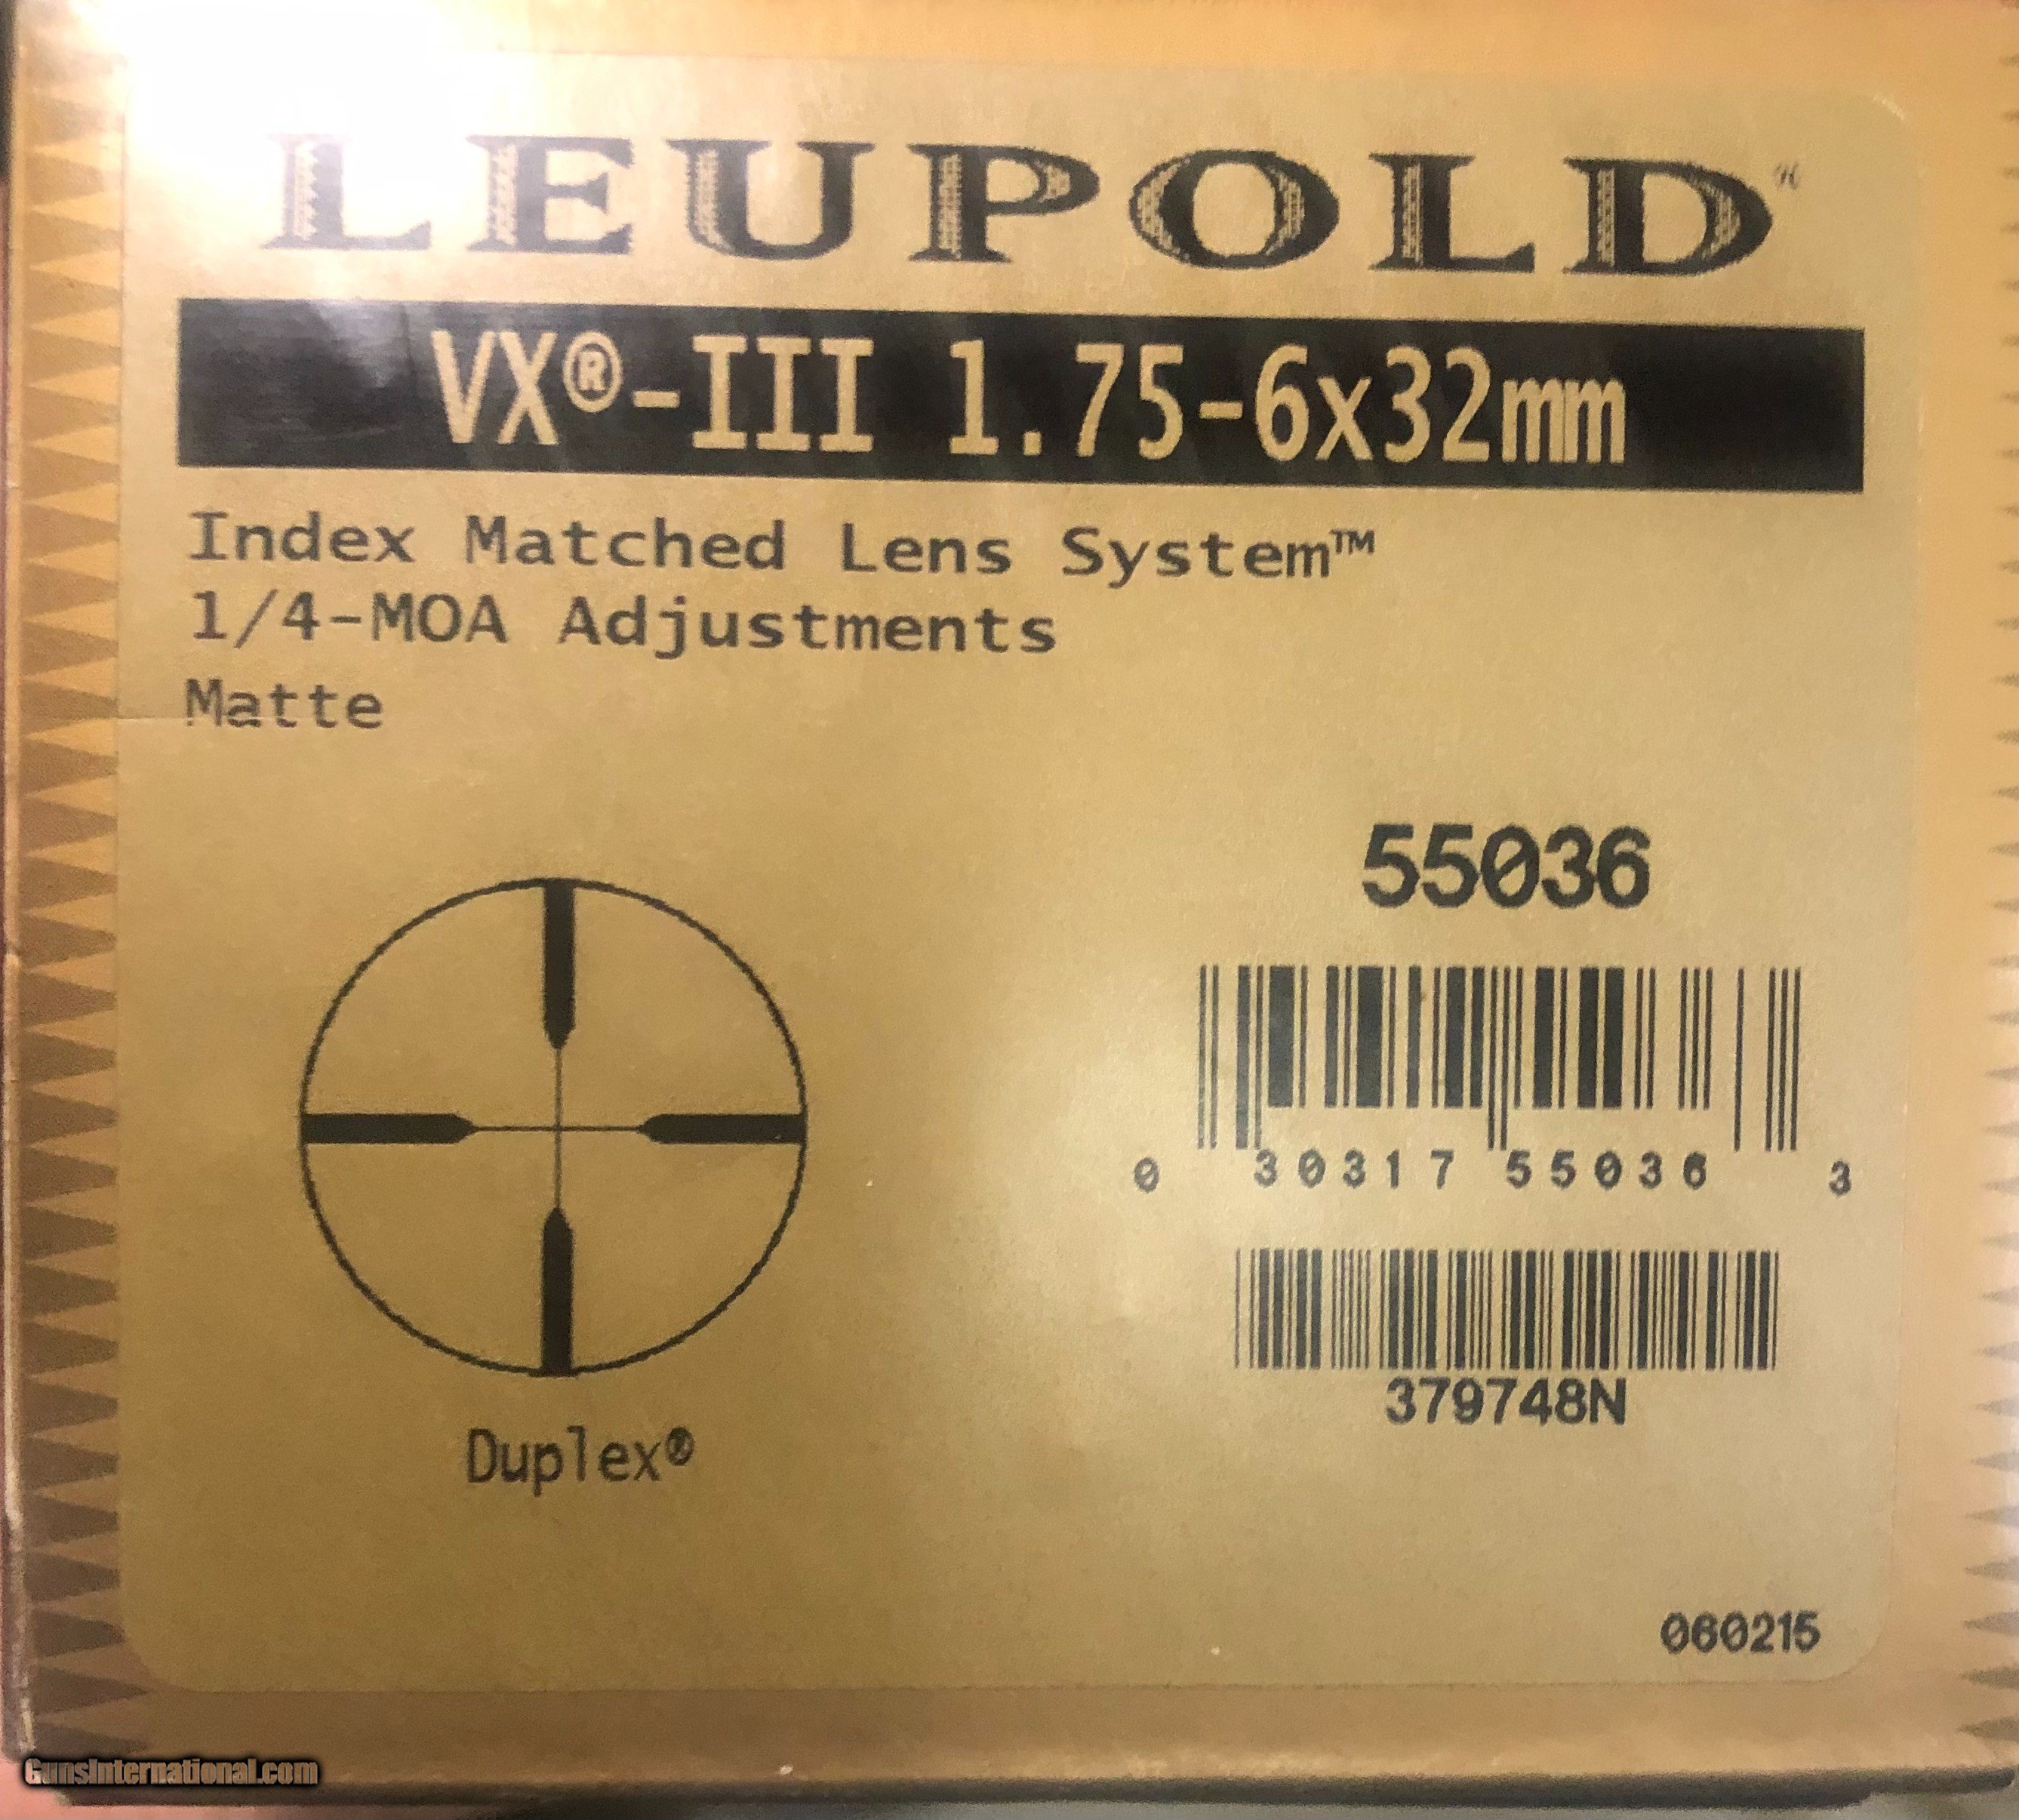 LEUPOLD
VX®-III 1.75-6x32mm
Index Matched Lens System™
1/4-MOA Adjustments
Matte
55036
0 30317 55036 3
379748N
Duplex®
060215
GunsInternational.com